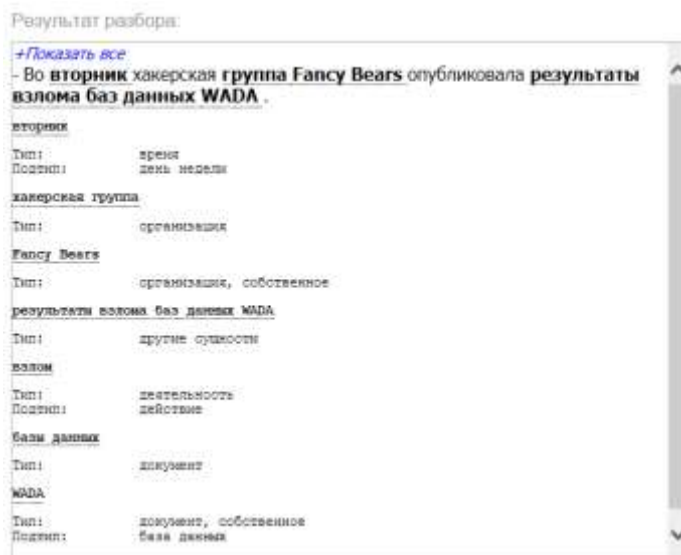 Результат разбора:
+Показать все
- Во вторник хакерская группа Fancy Bears опубликовала результаты
взлома баз данных WADA .
вторник
Тип: время
Подтип: день недели
хакерская группа
Тип: организация
Fancy Bears
Тип: организация, собственное
результаты взлома баз данных WADA
Тип: другие сущности
взлом
Тип: деятельность
Подтип: действие
базы данных
Тип: документ
WADA
Тип: документ, собственное
Подтип: база данных